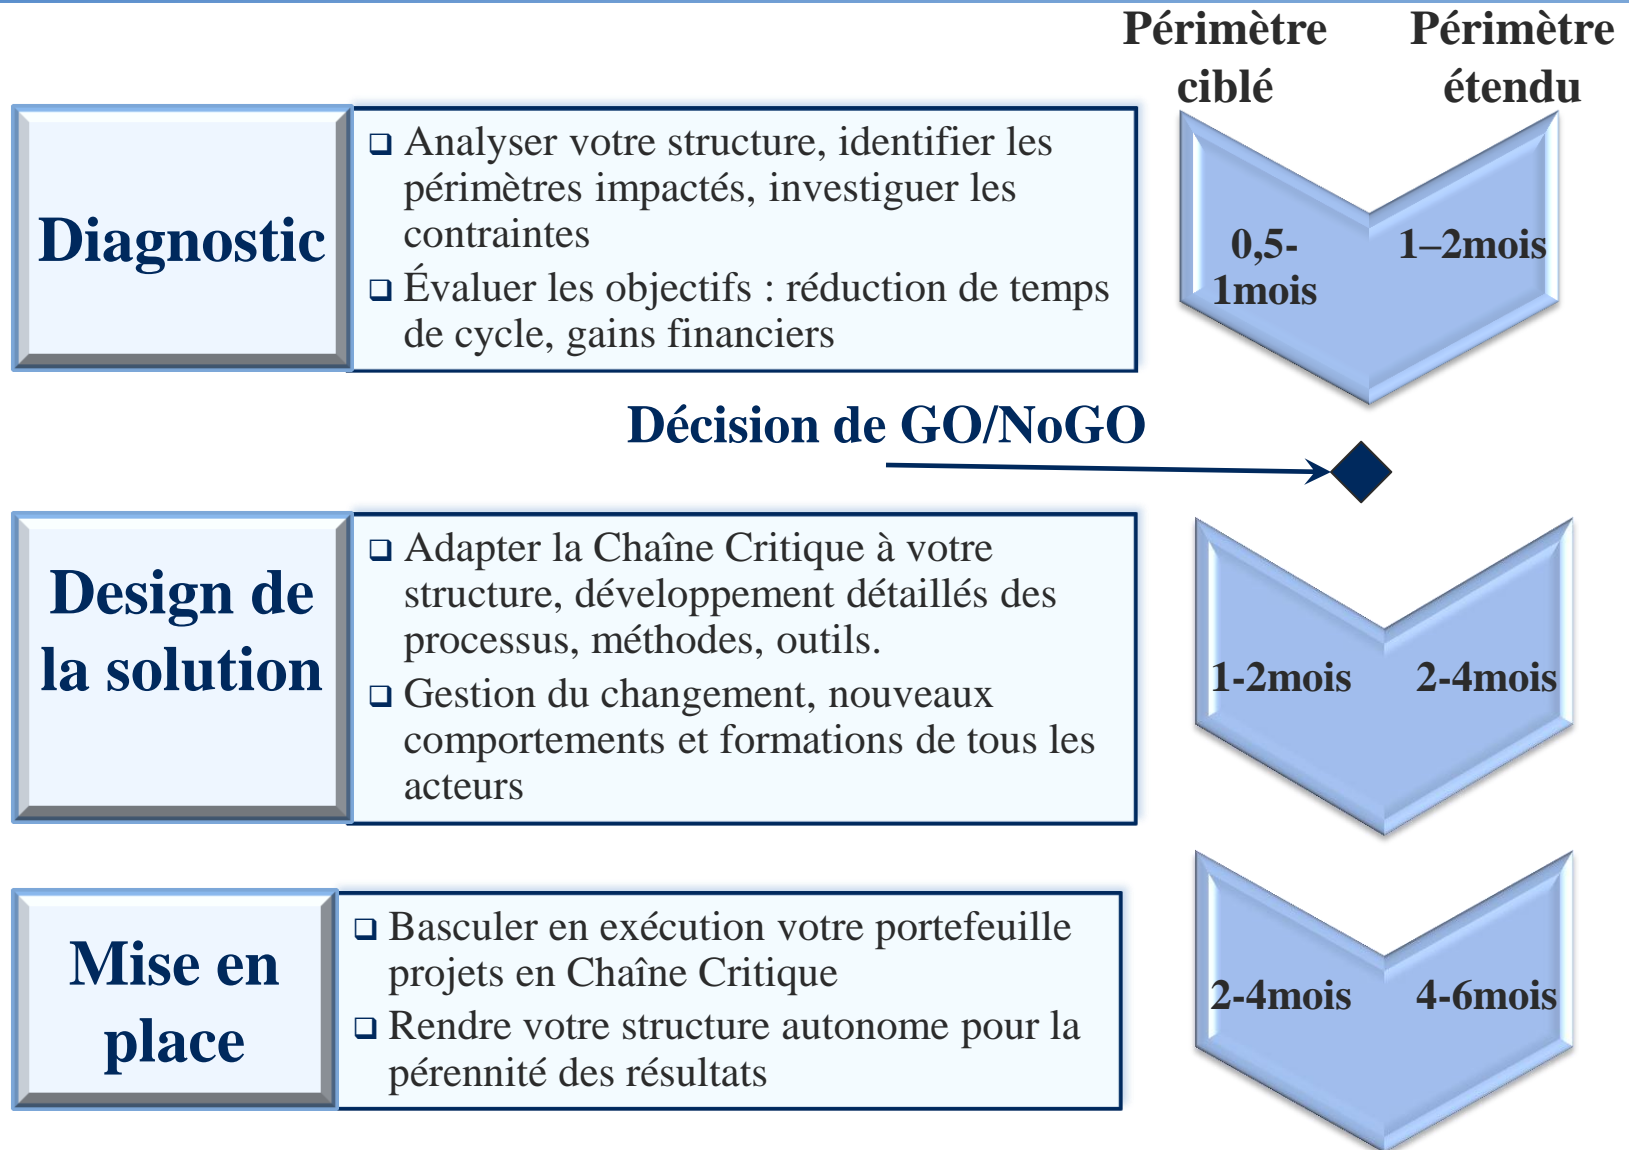 Périmètre
ciblé
Périmètre
étendu
Diagnostic
❑ Analyser votre structure, identifier les
périmètres impactés, investiguer les
contraintes
❑ Évaluer les objectifs : réduction de temps
de cycle, gains financiers
0,5-
1mois
1–2mois
Décision de GO/NoGO
Design de
la solution
❑ Adapter la Chaîne Critique à votre
structure, développement détaillés des
processus, méthodes, outils.
❑ Gestion du changement, nouveaux
comportements et formations de tous les
acteurs
1-2mois
2-4mois
Mise en
place
❑ Basculer en exécution votre portefeuille
projets en Chaîne Critique
❑ Rendre votre structure autonome pour la
pérennité des résultats
2-4mois
4-6mois